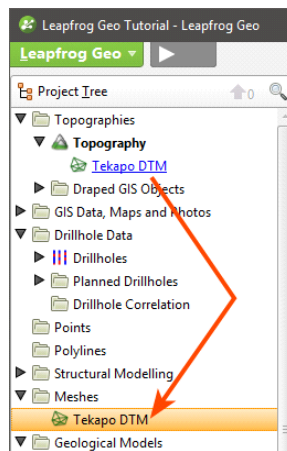 Leapfrog Geo Tutorial - Leapfrog Geo
Leapfrog Geo
Project Tree 0
Topographies
Topography
Tekapo DTM
Draped GIS Objects
GIS Data, Maps and Photos
Drillhole Data
Drillholes
Planned Drillholes
Drillhole Correlation
Points
Polylines
Structural Modelling
Meshes
Tekapo DTM
Geological Models